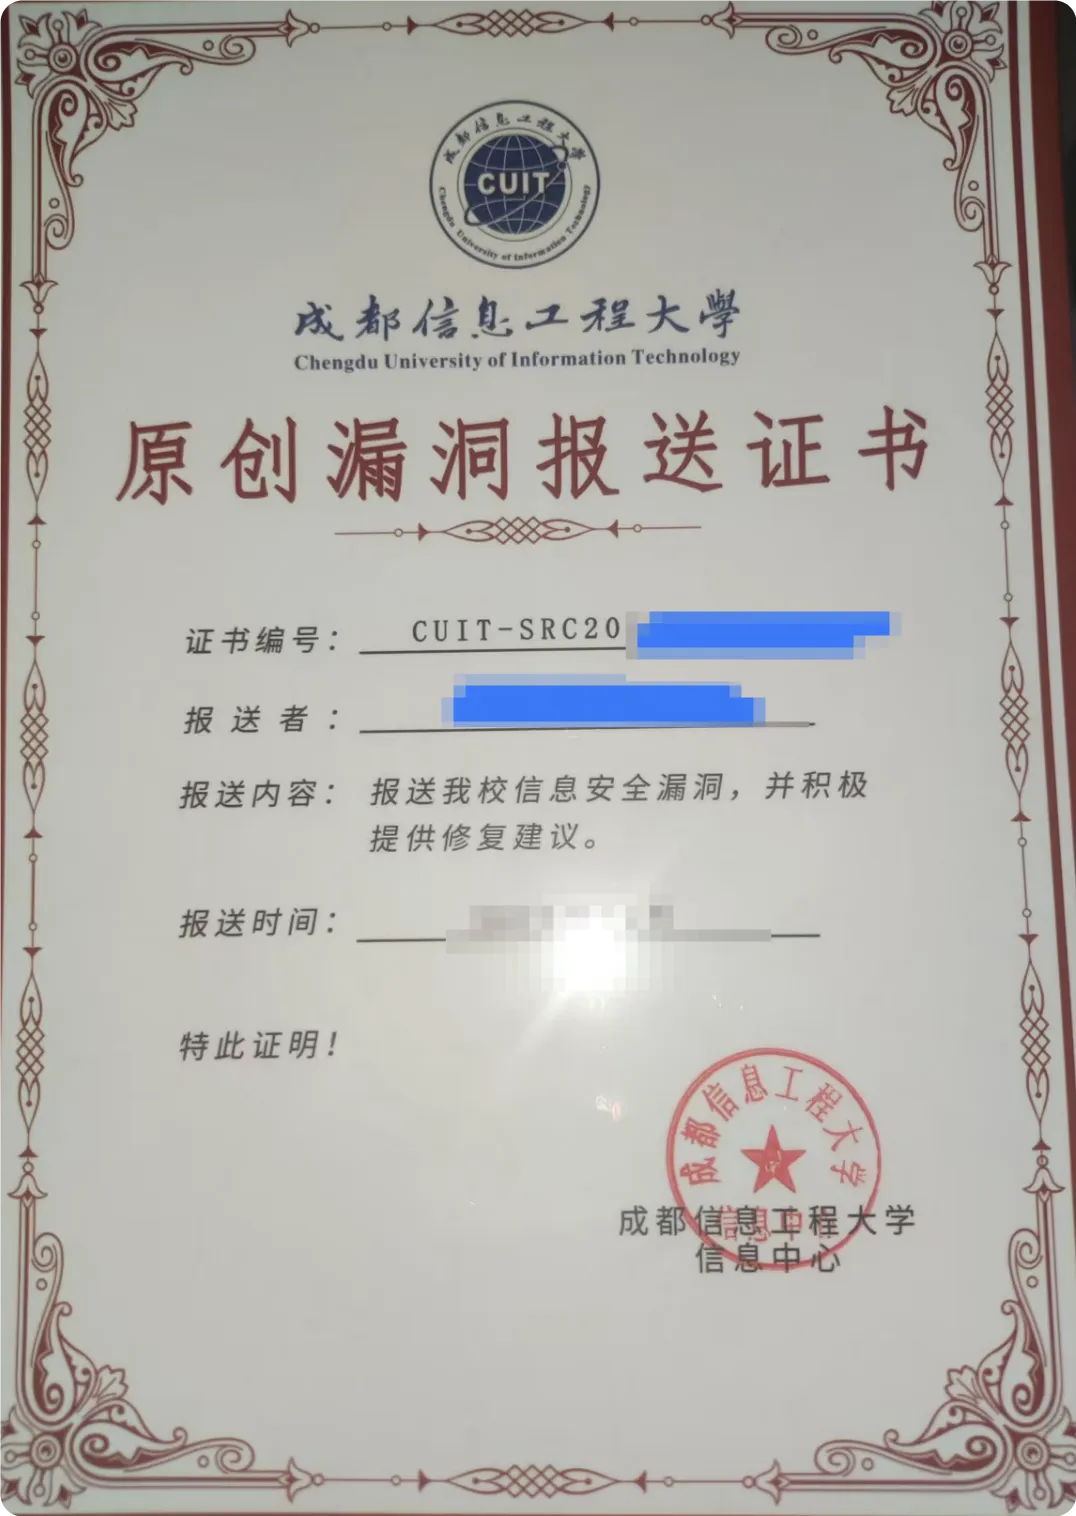 成都信息工程大学
CUIT
Chengdu University of Information Technology
成都信息工程大學
Chengdu University of Information Technology
原创漏洞报送证书
证书编号： CUIT-SRC20
报送者：
报送内容： 报送我校信息安全漏洞，并积极
提供修复建议。
报送时间：
特此证明！
成都信息工程大学
信息中心
成都信息工程大学
信息中心